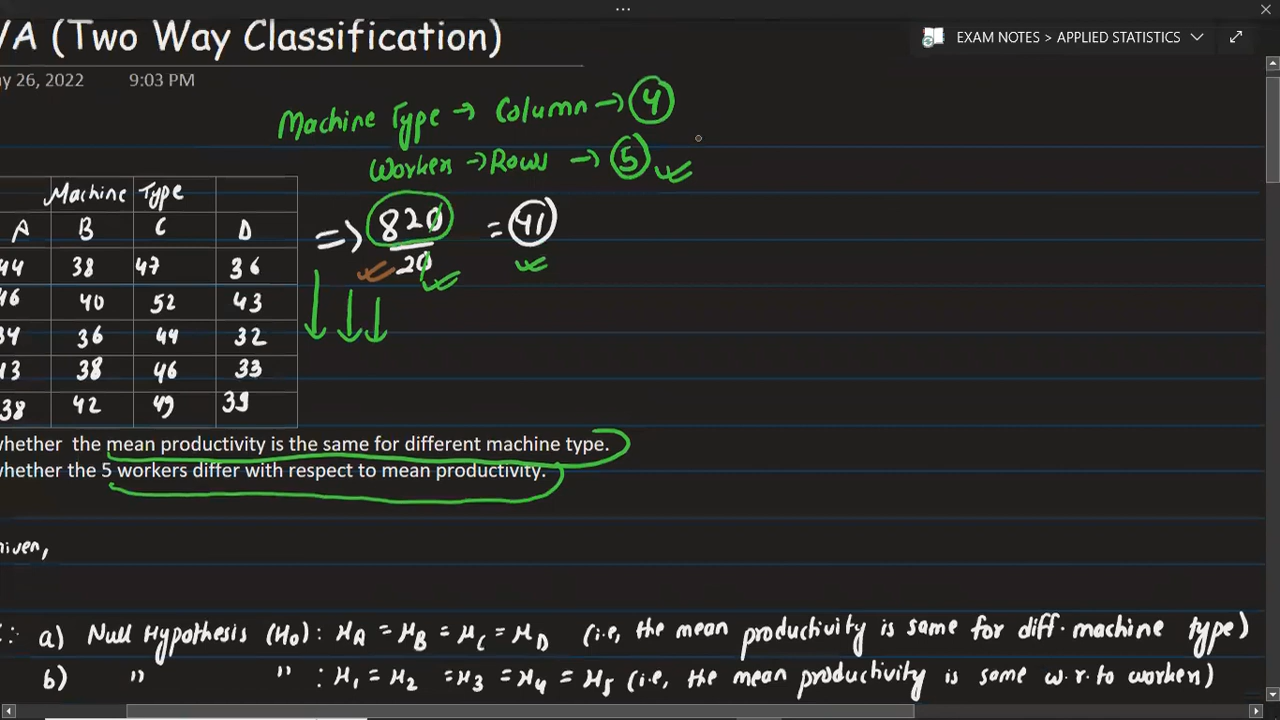 /A (Two Way Classification)
EXAM NOTES > APPLIED STATISTICS
y 26, 2022 9:03 PM
Machine Type → Column → 4
Workers → Rows → 5
Machine Type
A B C D
=> 820 / 20 = 41
44 38 47 36
46 40 52 43
34 36 44 32
43 38 46 33
38 42 49 39
whether the mean productivity is the same for different machine type.
whether the 5 workers differ with respect to mean productivity.
iven,
: a) Null Hypothesis (H0) : μA = μB = μC = μD (i.e, the mean productivity is same for diff. machine type)
b) " " : μ1 = μ2 = μ3 = μ4 = μ5 (i.e, the mean productivity is same w.r.to workers)